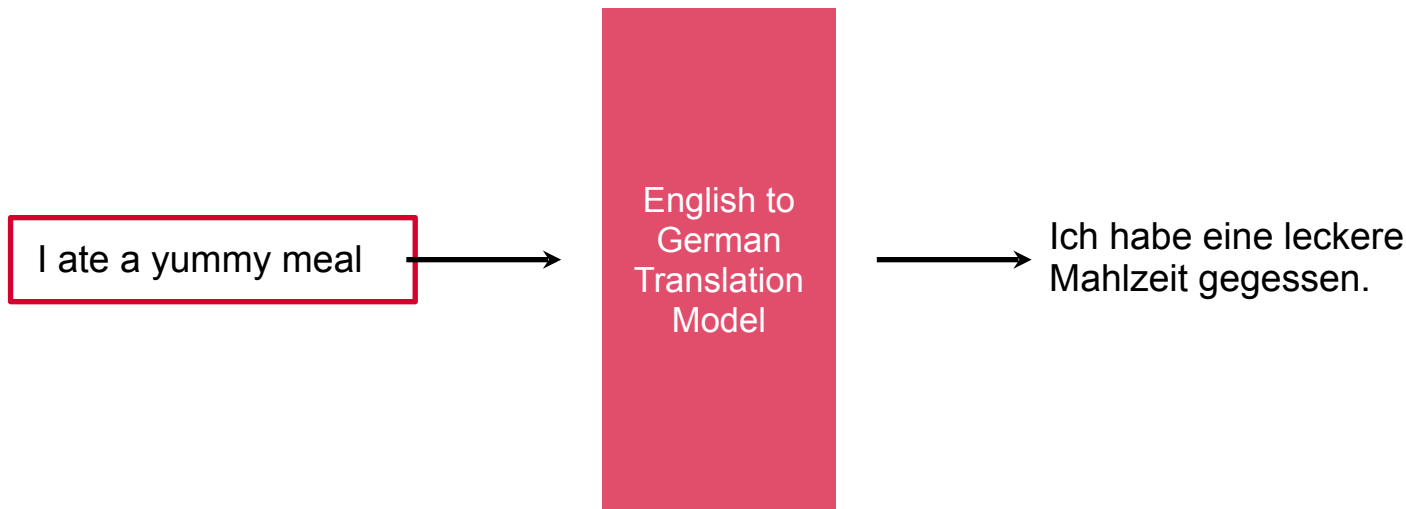 I ate a yummy meal
English to
German
Translation
Model
Ich habe eine leckere
Mahlzeit gegessen.